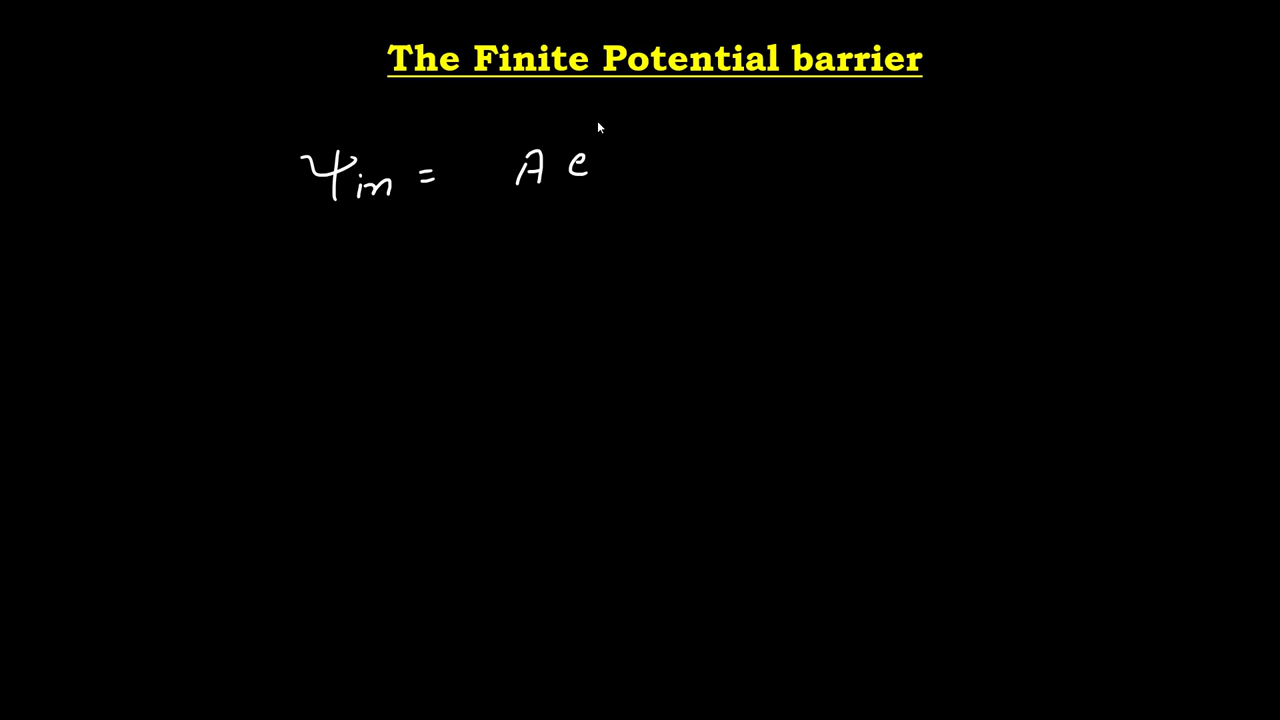 The Finite Potential barrier
Ψin = A e